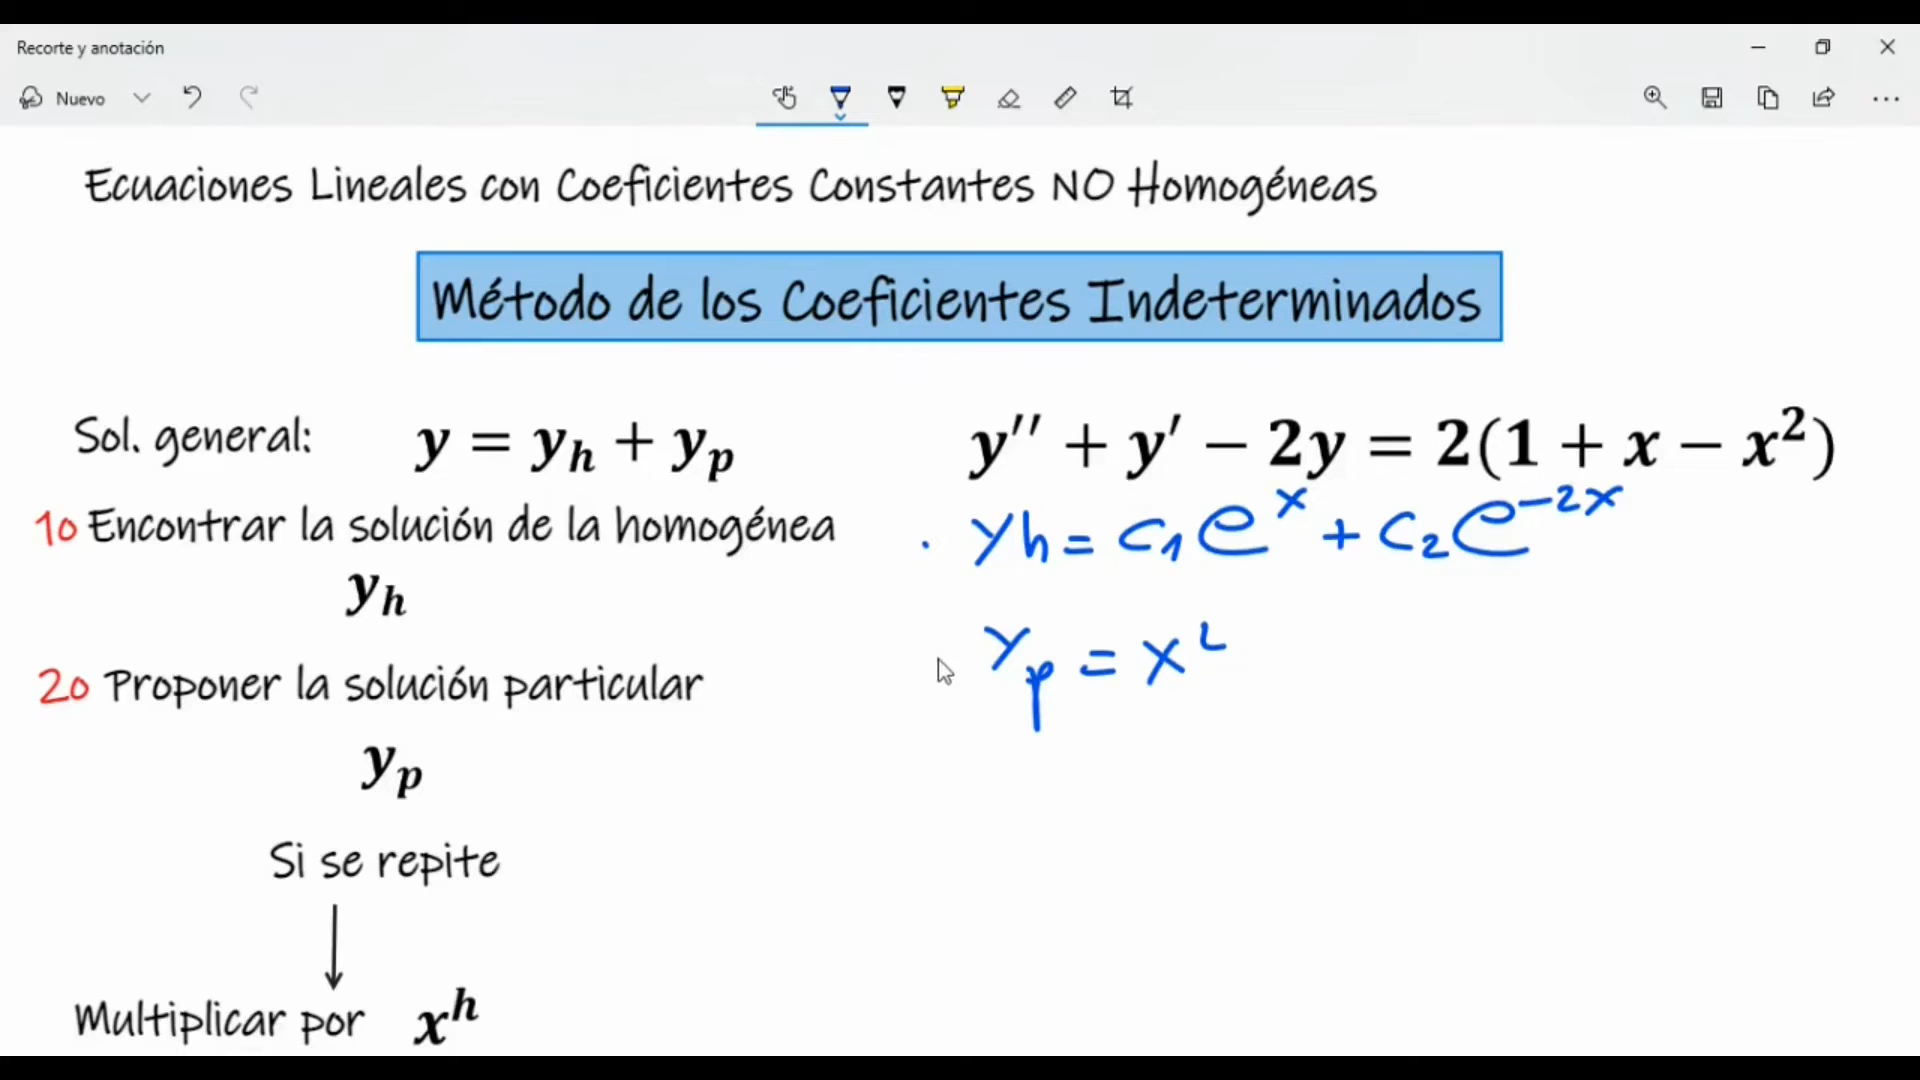 Recorte y anotación
Nuevo
Ecuaciones Lineales con Coeficientes Constantes NO Homogéneas
Método de los Coeficientes Indeterminados
Sol. general: y = y_h + y_p
y'' + y' − 2y = 2(1 + x − x²)
1o Encontrar la solución de la homogénea
y_h
· yh = c₁e^x + c₂e^−2x
2o Proponer la solución particular
y_p
y_p = x²
Si se repite
Multiplicar por x^h